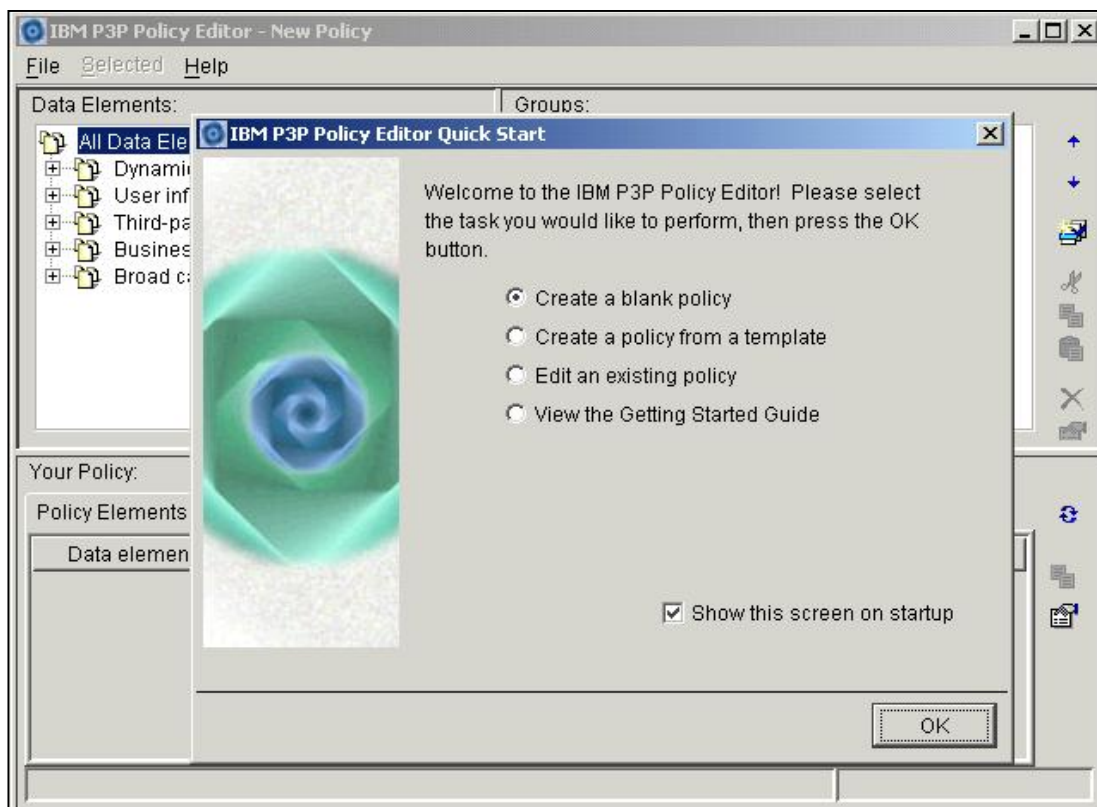 IBM P3P Policy Editor - New Policy
File Selected Help
Data Elements:
Groups:
All Data Ele
Dynami
User inf
Third-pa
Busines
Broad ca
IBM P3P Policy Editor Quick Start
Welcome to the IBM P3P Policy Editor! Please select
the task you would like to perform, then press the OK
button.
Create a blank policy
Create a policy from a template
Edit an existing policy
View the Getting Started Guide
Show this screen on startup
OK
Your Policy:
Policy Elements
Data elemen